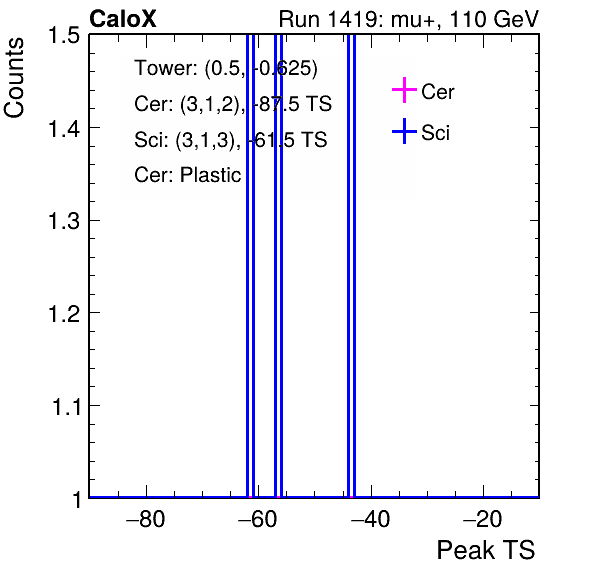 CaloX Run 1419: mu+, 110 GeV
Counts
1.5
1.4
1.3
1.2
1.1
1
Tower: (0.5, -0.625)
Cer: (3,1,2), -87.5 TS
Sci: (3,1,3), -61.5 TS
Cer: Plastic
Cer
Sci
−80 −60 −40 −20
Peak TS